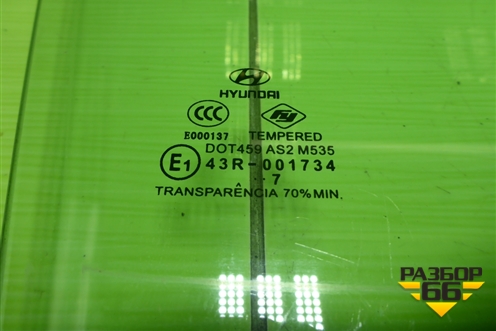 HYUNDAI
CCC
E000137 TEMPERED
DOT459 AS2 M535
E1 43R-001734
7
TRANSPARÊNCIA 70%MIN.
РАЗБОР
66